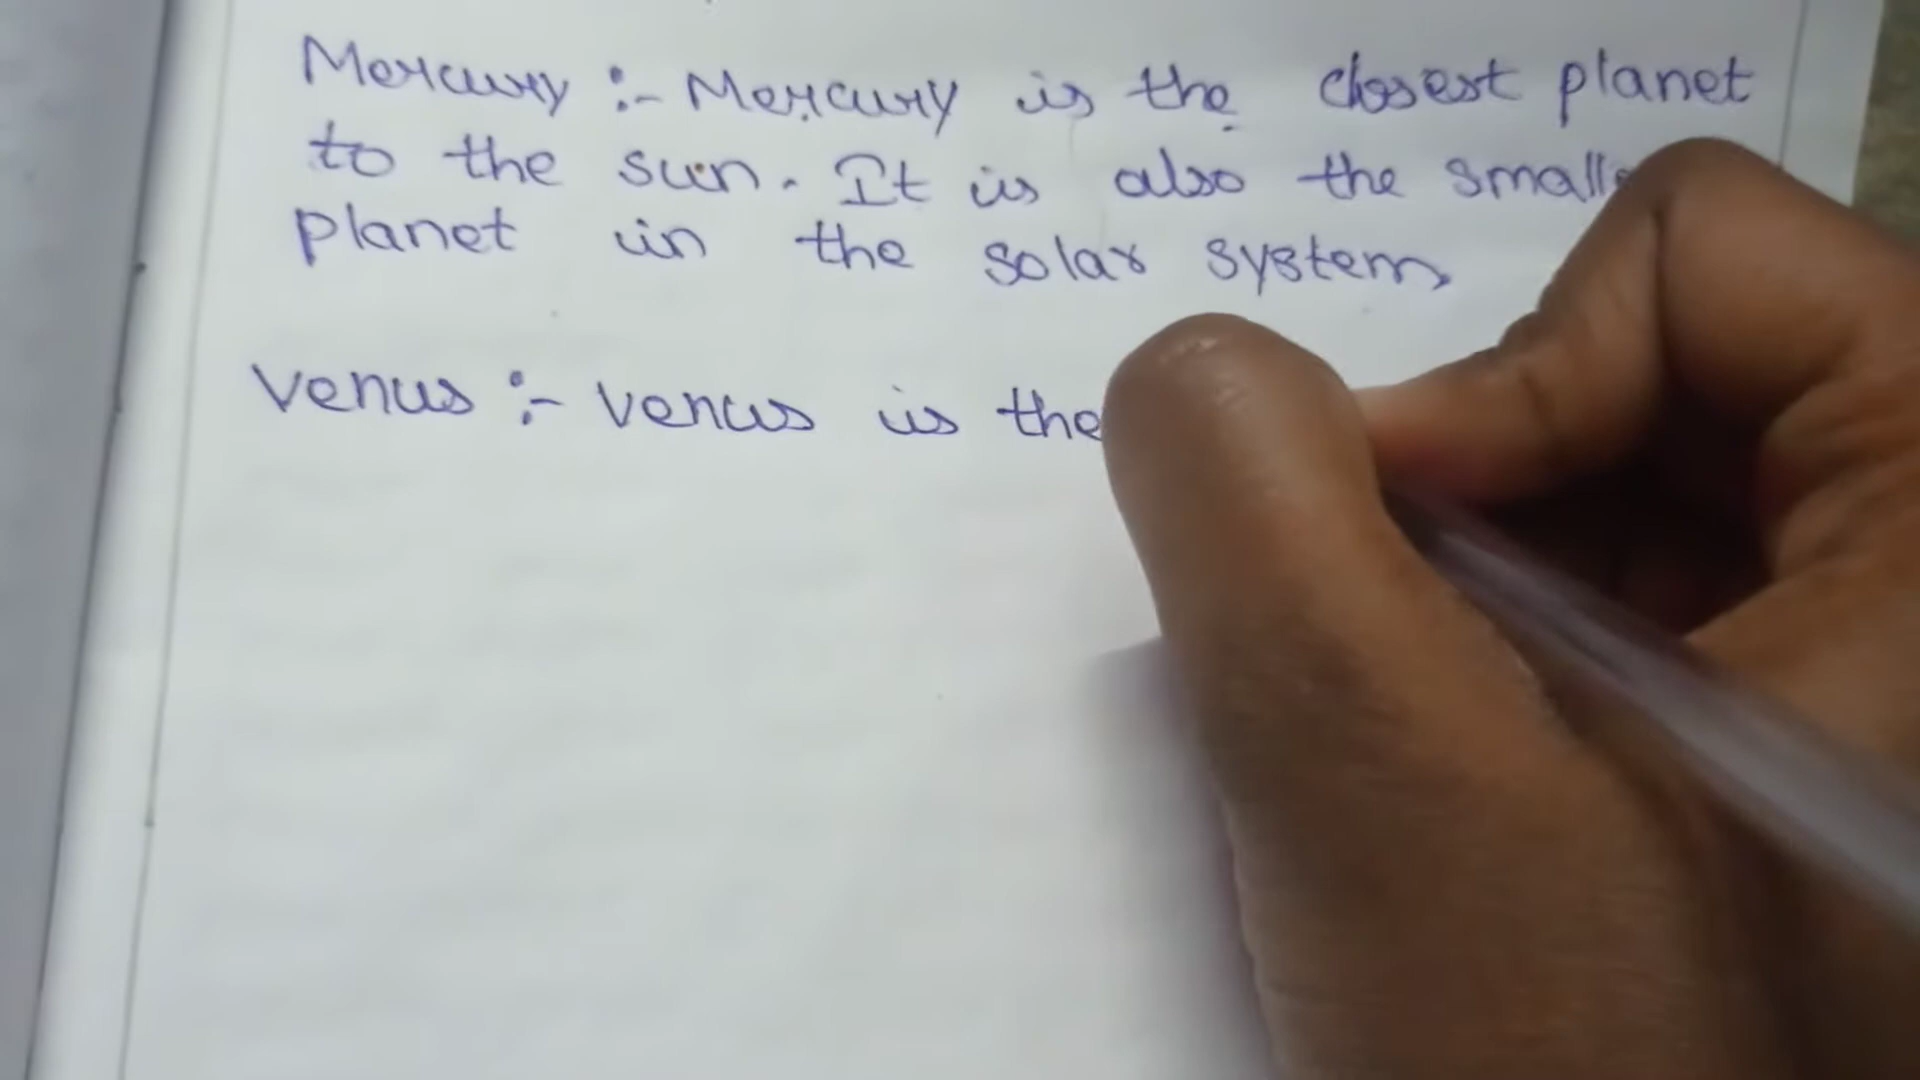 Mercury :- Mercury is the closest planet
to the sun. It is also the
planet in the solar system,
Venus :- Venus is the